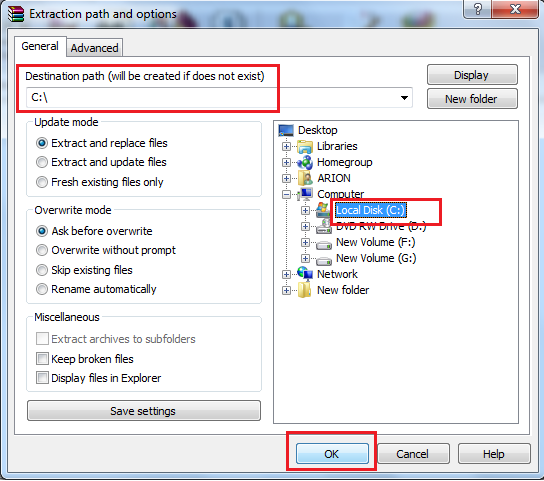 Extraction path and options
General
Advanced
Destination path (will be created if does not exist)
C:\
Display
New folder
Update mode
Extract and replace files
Extract and update files
Fresh existing files only
Overwrite mode
Ask before overwrite
Overwrite without prompt
Skip existing files
Rename automatically
Miscellaneous
Extract archives to subfolders
Keep broken files
Display files in Explorer
Save settings
Desktop
Libraries
Homegroup
ARION
Computer
Local Disk (C:)
DVD RW Drive (D:)
New Volume (F:)
New Volume (G:)
Network
New folder
OK
Cancel
Help